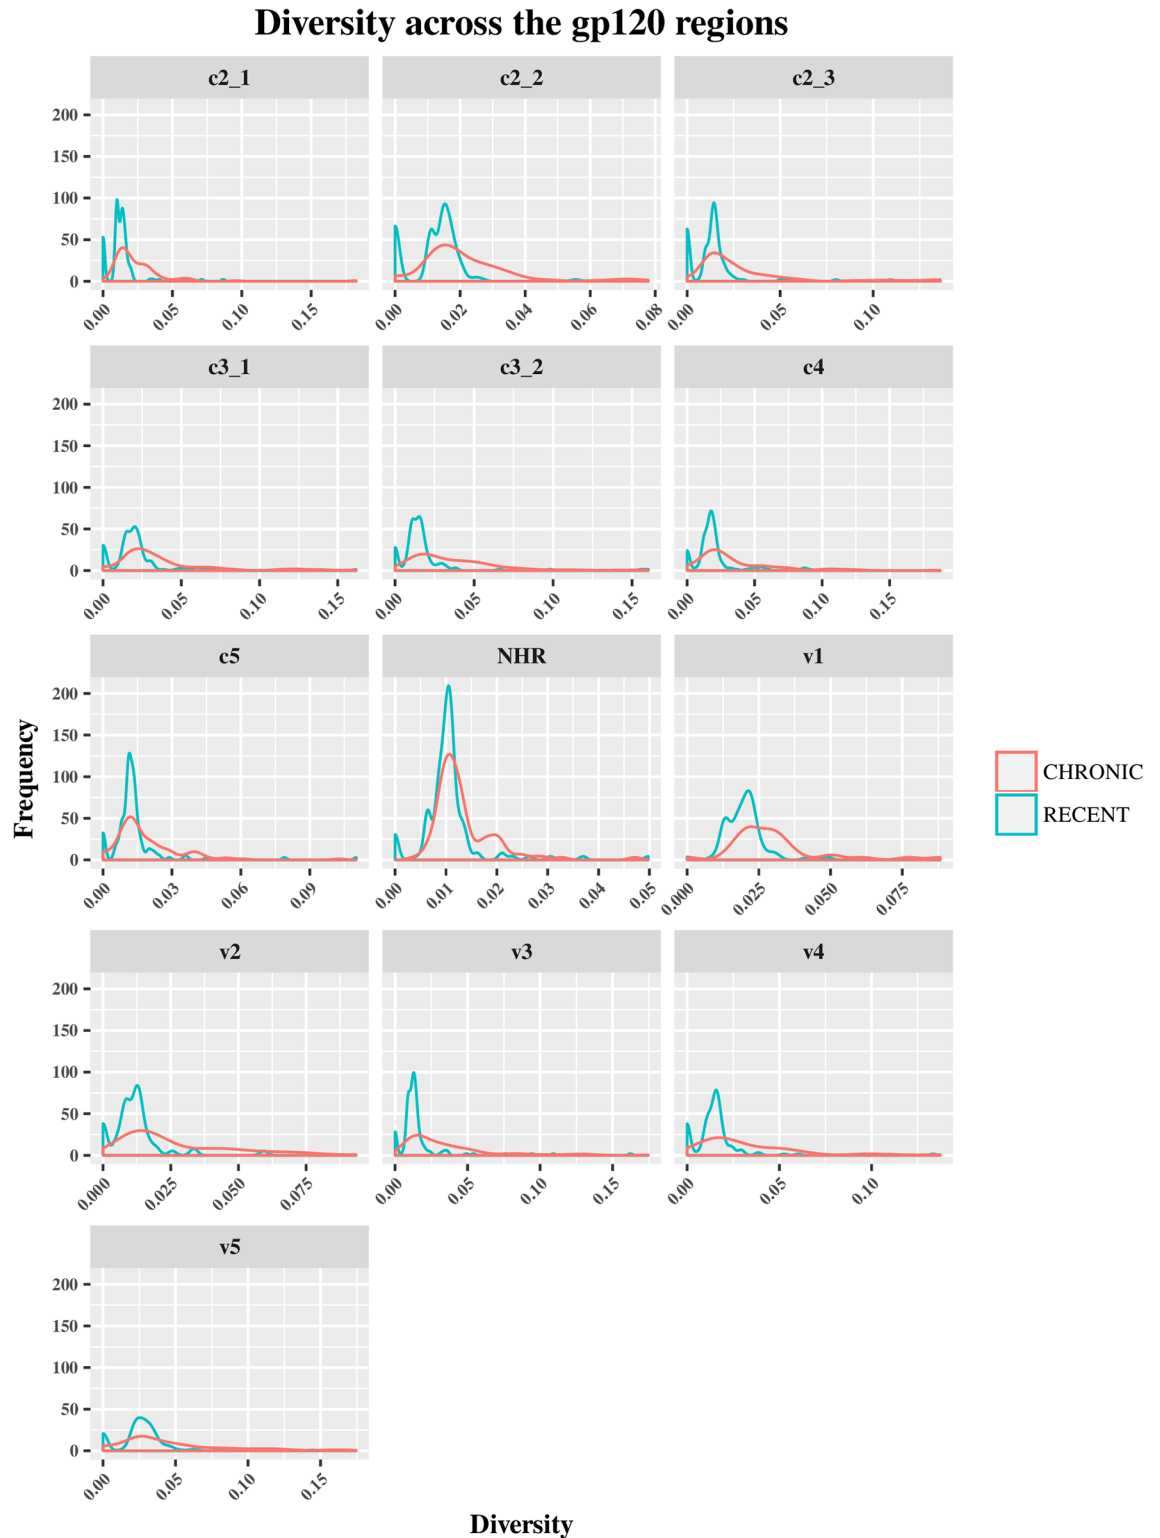 Diversity across the gp120 regions
c2_1 c2_2 c2_3
200
150
100
50
0
0.00 0.05 0.10 0.15 0.00 0.02 0.04 0.06 0.08 0.00 0.05 0.10
c3_1 c3_2 c4
200
150
100
50
0
0.00 0.05 0.10 0.15 0.00 0.05 0.10 0.15 0.00 0.05 0.10 0.15
c5 NHR v1
200
150
100
50
0
0.00 0.03 0.06 0.09 0.00 0.01 0.02 0.03 0.04 0.05 0.000 0.025 0.050 0.075
Frequency
CHRONIC
RECENT
v2 v3 v4
200
150
100
50
0
0.000 0.025 0.050 0.075 0.00 0.05 0.10 0.15 0.00 0.05 0.10
v5
200
150
100
50
0
0.00 0.05 0.10 0.15
Diversity